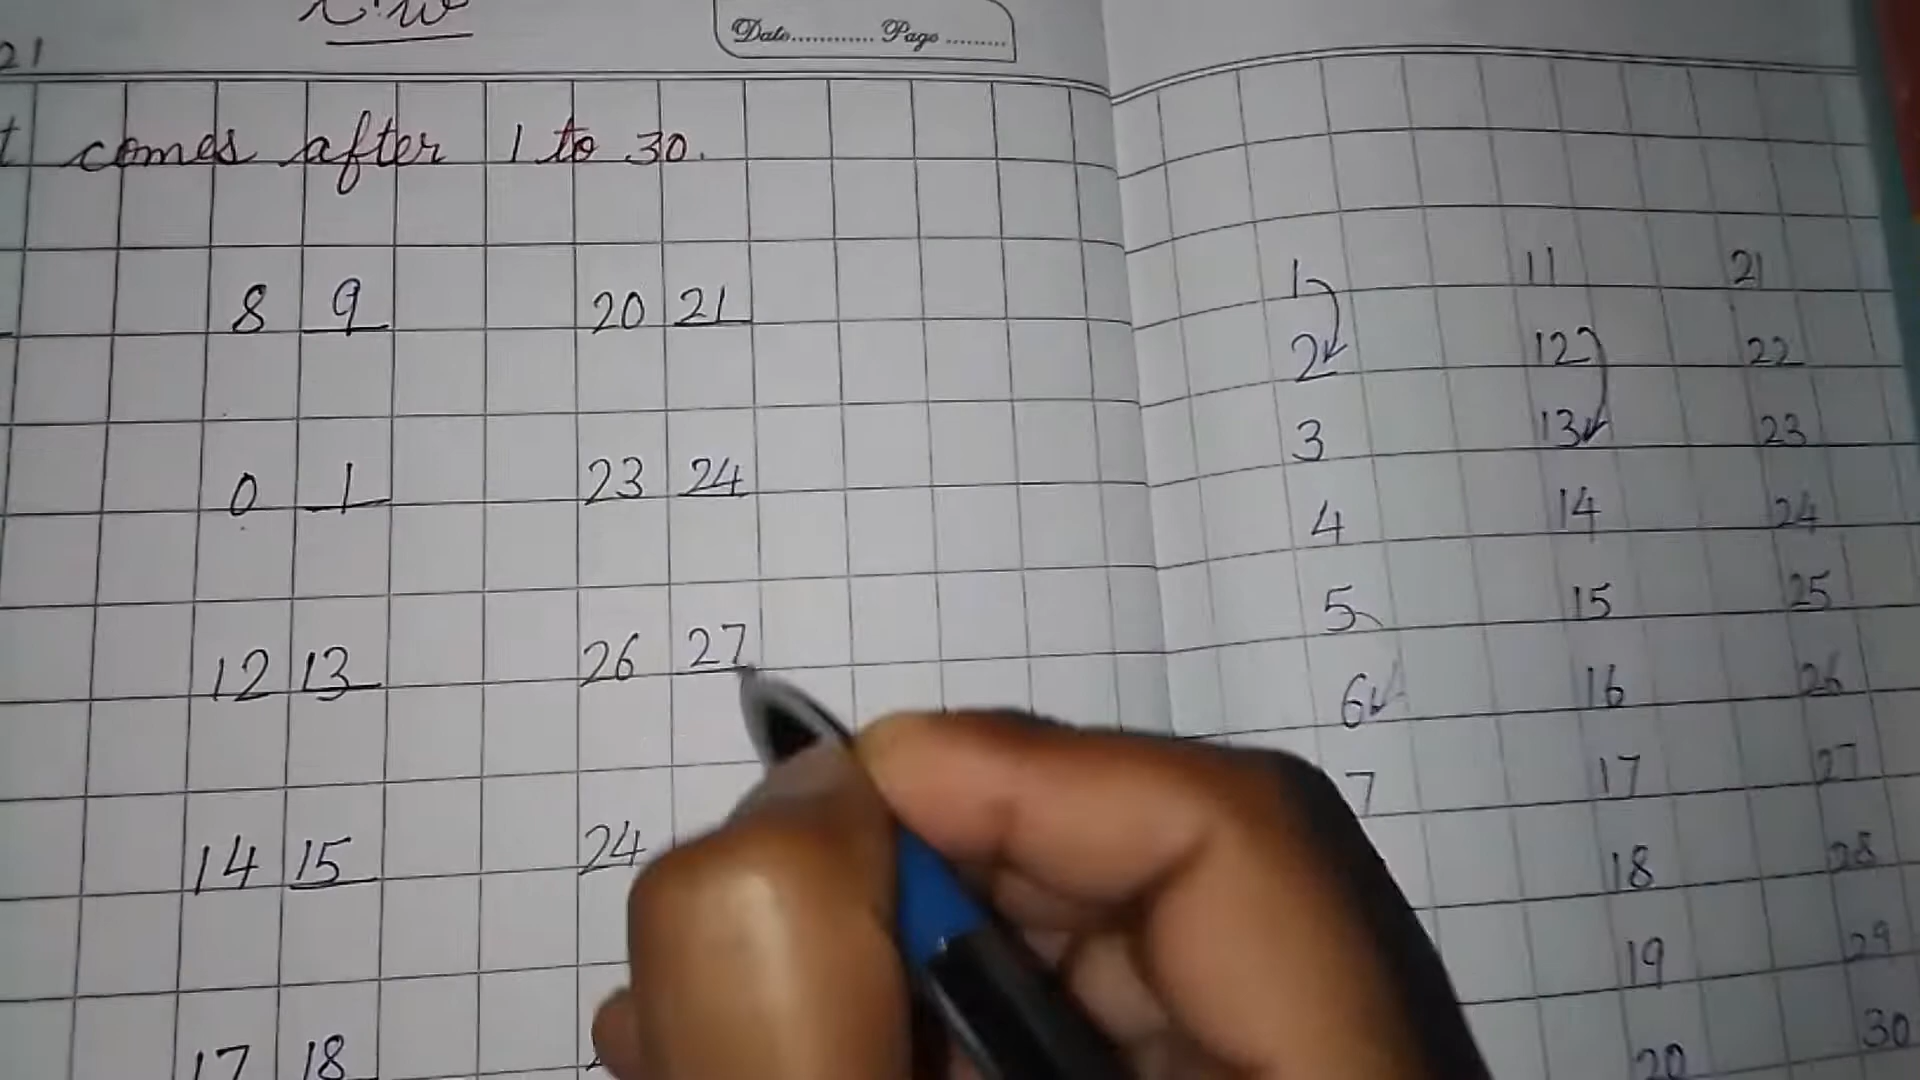 21
Date............ Page .........
t comes after 1 to 30.
8 9 20 21
0 1 23 24
12 13 26 27
14 15 24
17 18
1 11 21
2 12 22
3 13 23
4 14 24
5 15 25
6 16 26
7 17 27
18 28
19 29
20 30